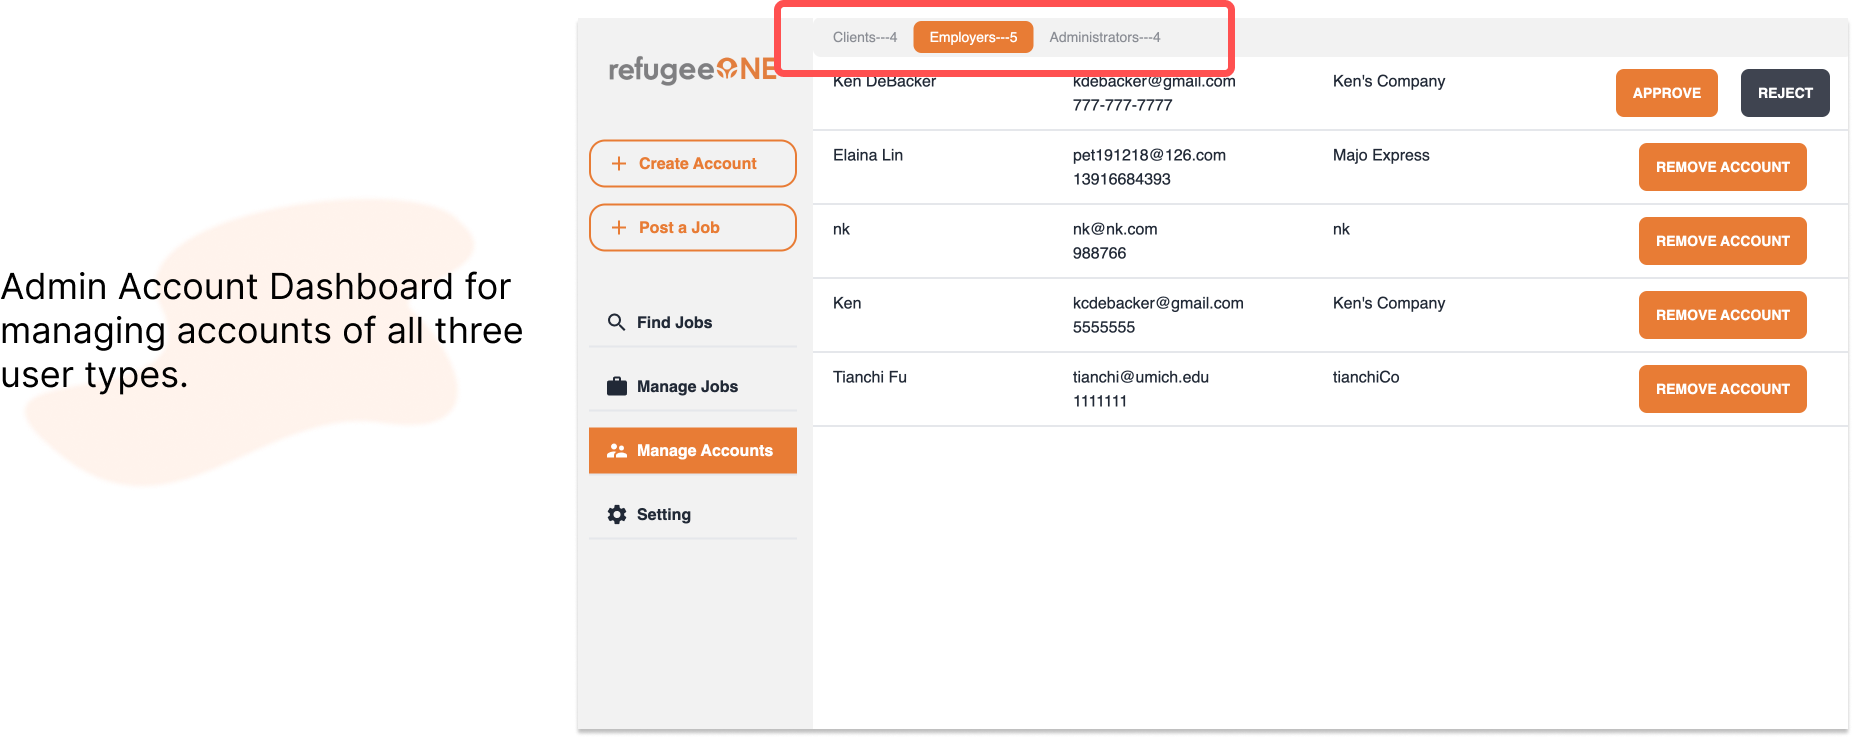 Admin Account Dashboard for
managing accounts of all three
user types.
refugeeONE
+ Create Account
+ Post a Job
Find Jobs
Manage Jobs
Manage Accounts
Setting
Clients---4 Employers---5 Administrators---4
Ken DeBacker kdebacker@gmail.com Ken's Company APPROVE REJECT
777-777-7777
Elaina Lin pet191218@126.com Majo Express REMOVE ACCOUNT
13916684393
nk nk@nk.com nk REMOVE ACCOUNT
988766
Ken kcdebacker@gmail.com Ken's Company REMOVE ACCOUNT
5555555
Tianchi Fu tianchi@umich.edu tianchiCo REMOVE ACCOUNT
1111111